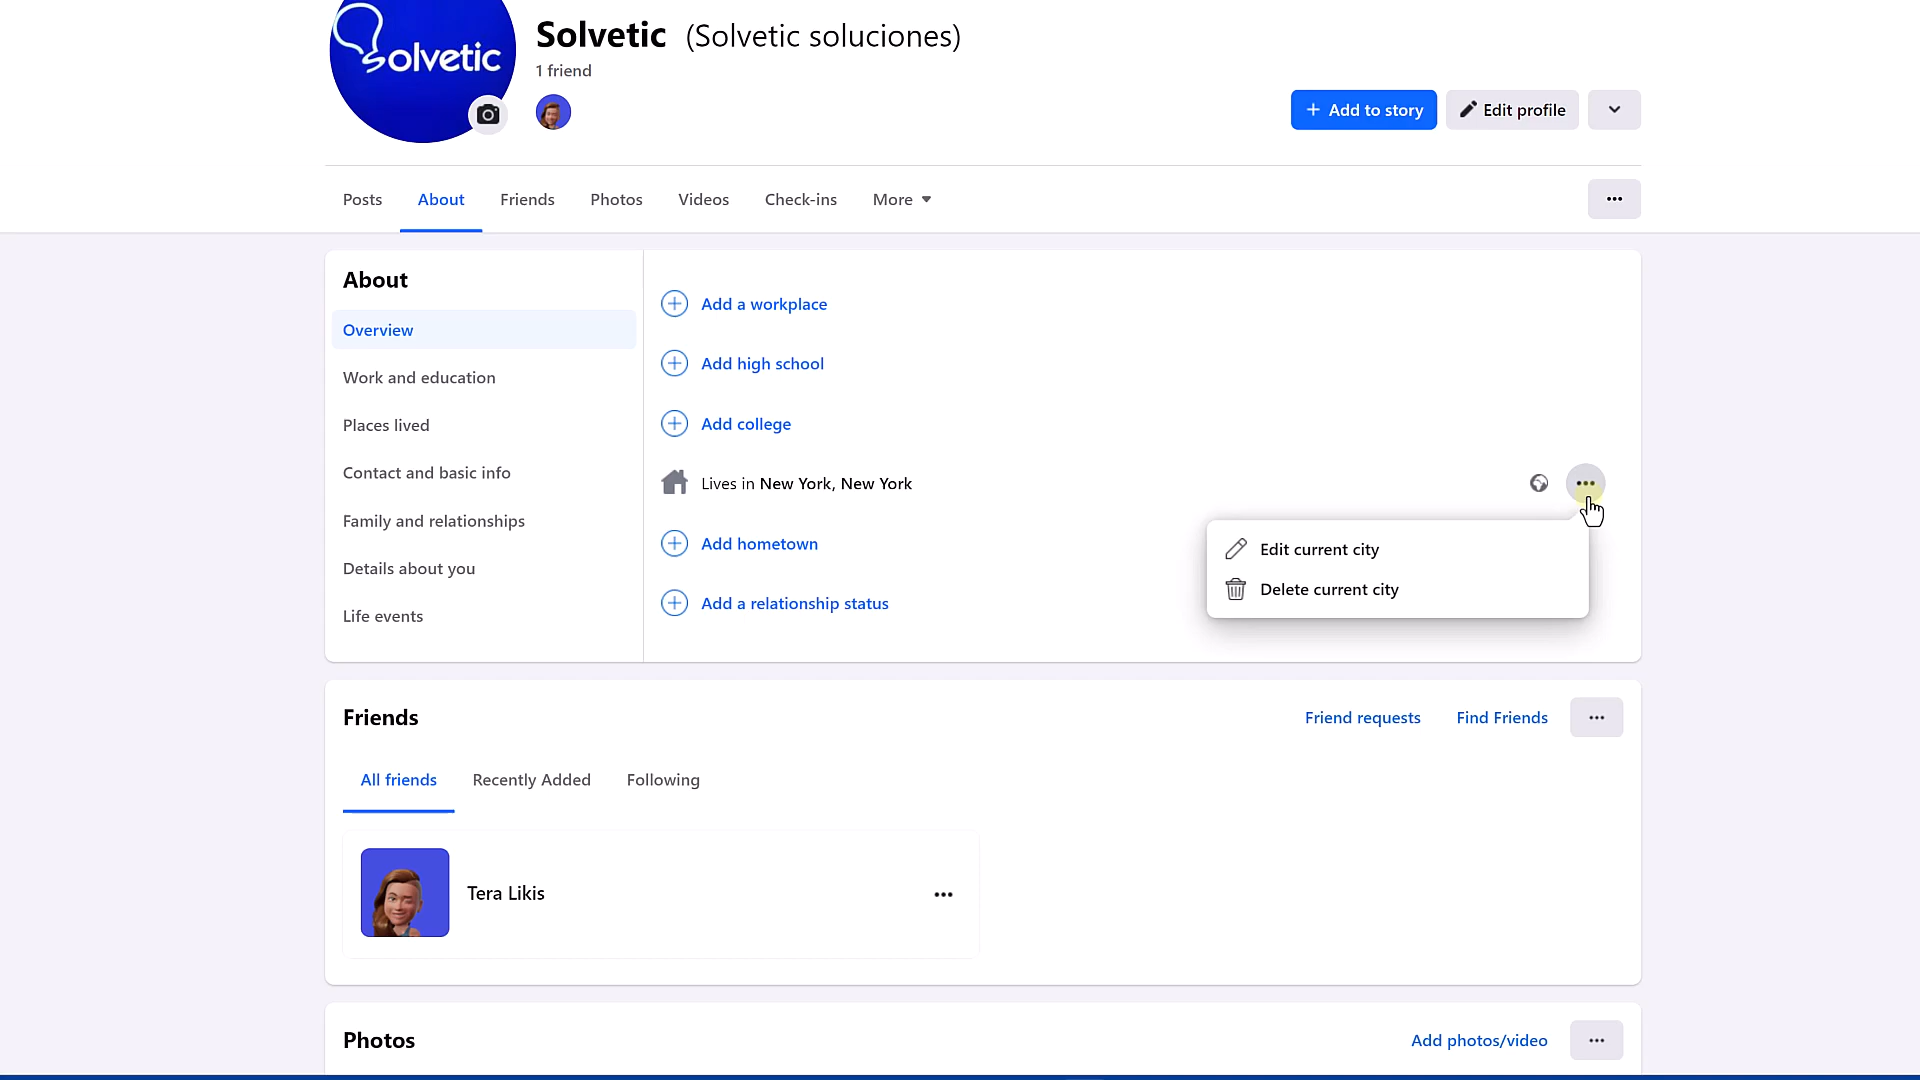 Solvetic
Solvetic (Solvetic soluciones)
1 friend
+ Add to story
Edit profile
Posts
About
Friends
Photos
Videos
Check-ins
More
About
Overview
Work and education
Places lived
Contact and basic info
Family and relationships
Details about you
Life events
Add a workplace
Add high school
Add college
Lives in New York, New York
Add hometown
Add a relationship status
Edit current city
Delete current city
Friends
Friend requests
Find Friends
All friends
Recently Added
Following
Tera Likis
Photos
Add photos/video